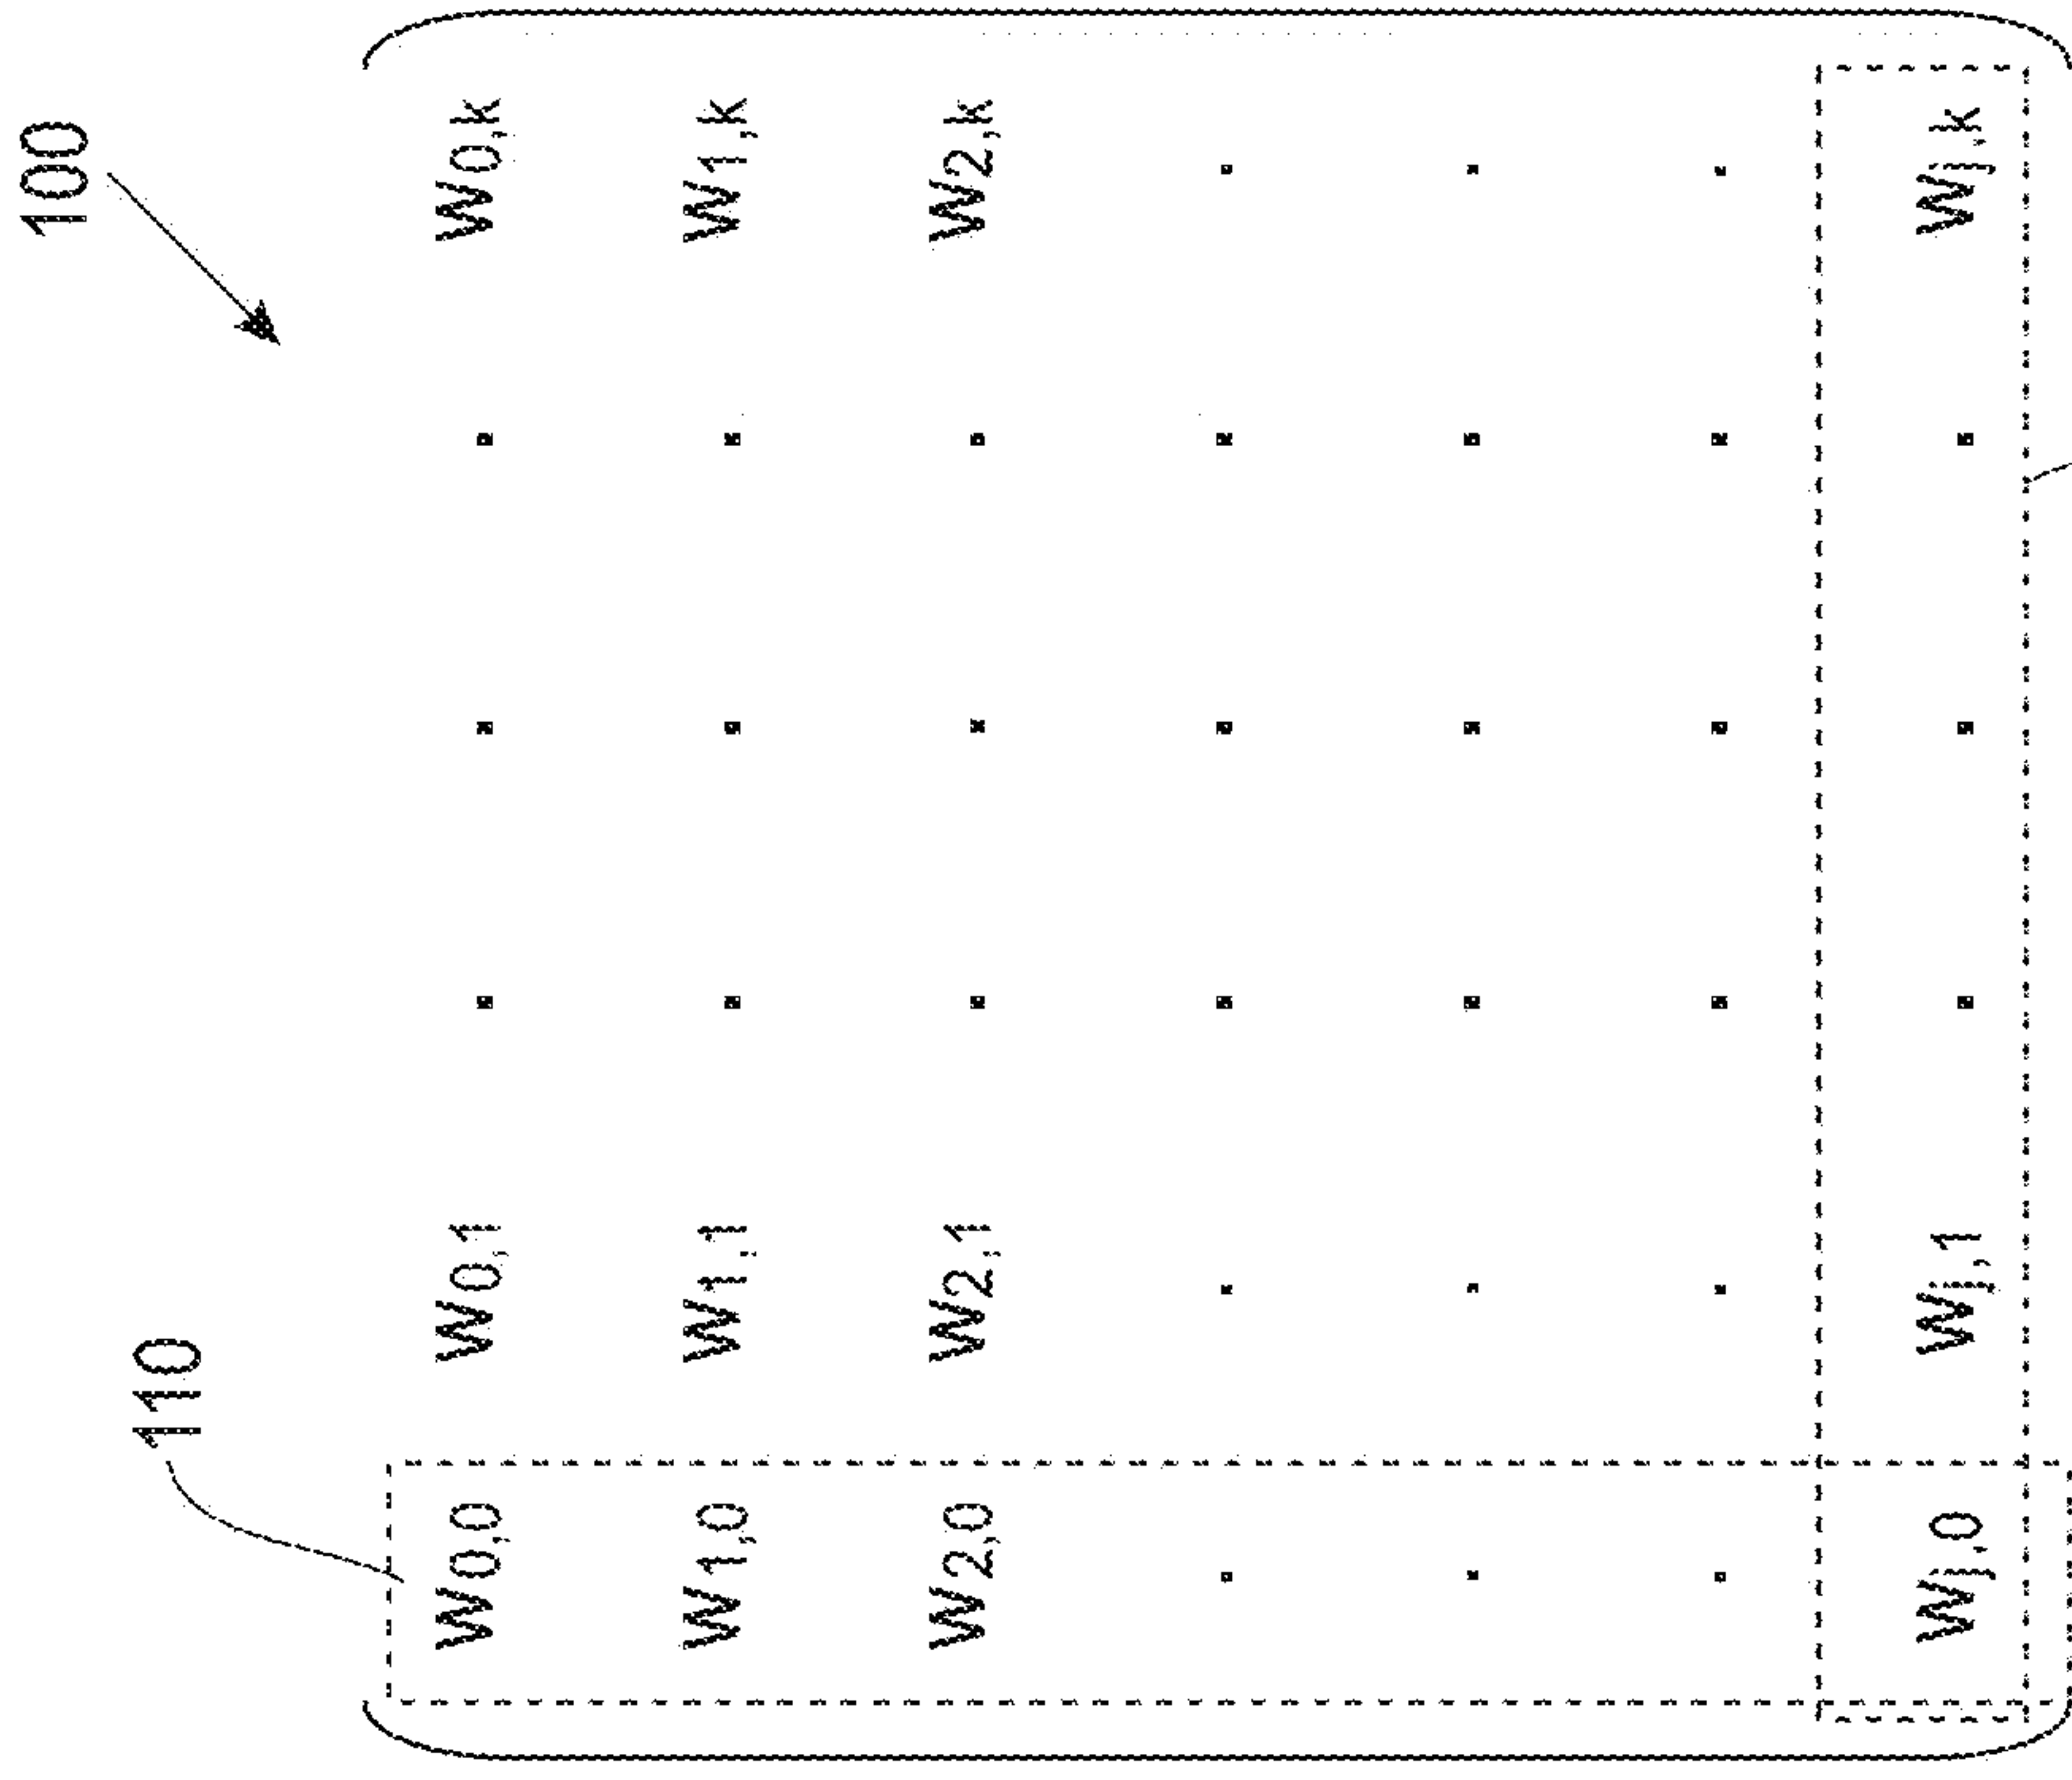 100
110
W0,0 W0,1 . . . W0,k
W1,0 W1,1 . . . W1,k
W2,0 W2,1 . . . W2,k
. . . . . .
. . . . . .
. . . . . .
Wj,0 Wj,1 . . . Wj,k